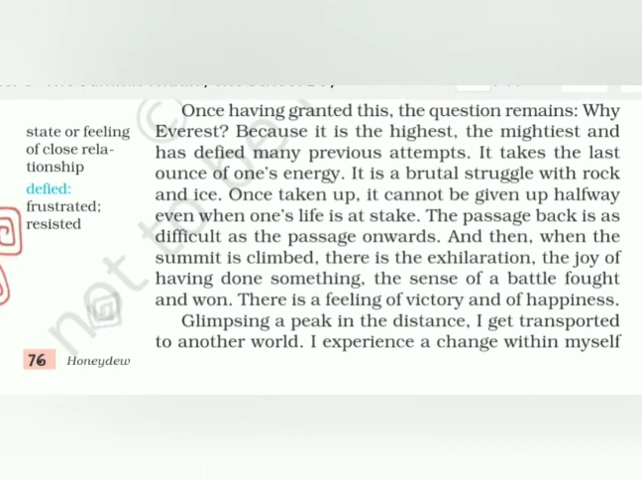 Once having granted this, the question remains: Why
Everest? Because it is the highest, the mightiest and
has defied many previous attempts. It takes the last
ounce of one's energy. It is a brutal struggle with rock
and ice. Once taken up, it cannot be given up halfway
even when one's life is at stake. The passage back is as
difficult as the passage onwards. And then, when the
summit is climbed, there is the exhilaration, the joy of
having done something, the sense of a battle fought
and won. There is a feeling of victory and of happiness.
Glimpsing a peak in the distance, I get transported
to another world. I experience a change within myself
state or feeling
of close rela-
tionship
defied:
frustrated;
resisted
76 Honeydew
©
not to be